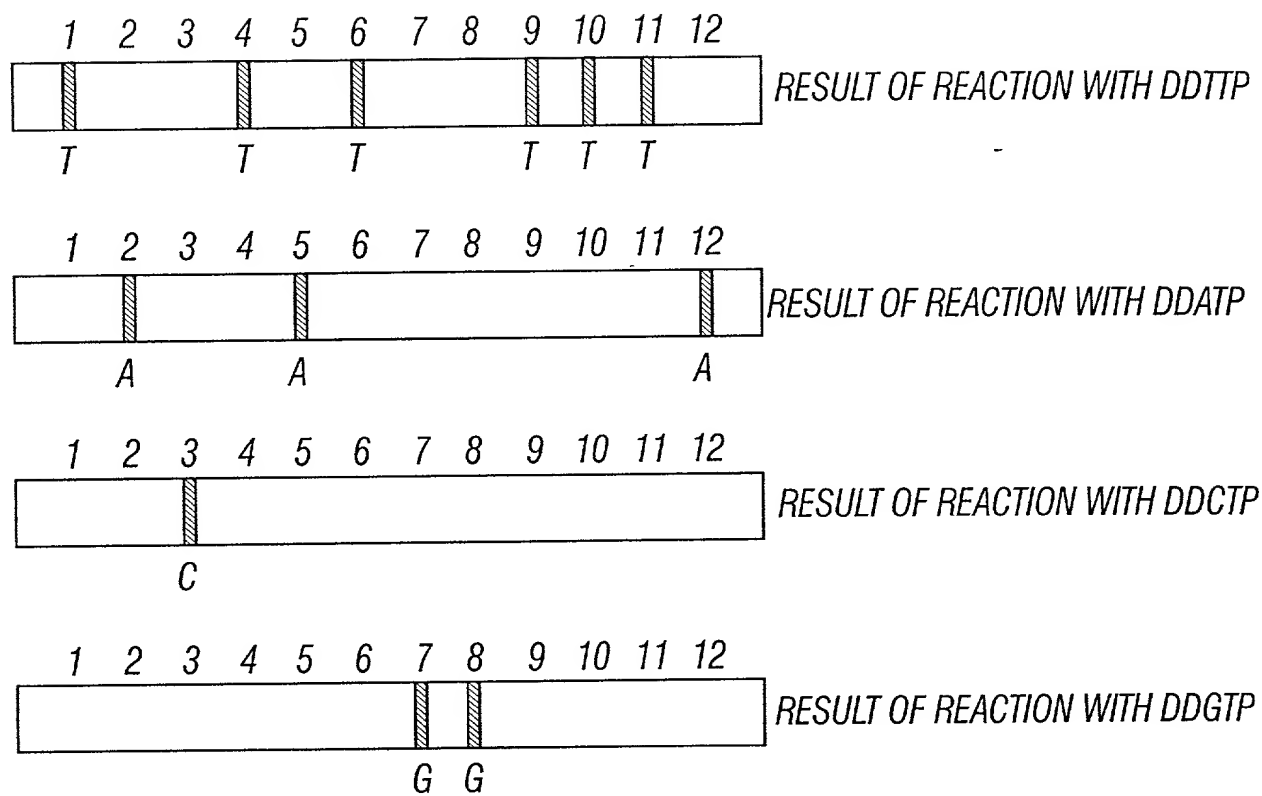 1 2 3 4 5 6 7 8 9 10 11 12
RESULT OF REACTION WITH DDTTP
T T T T T T
1 2 3 4 5 6 7 8 9 10 11 12
RESULT OF REACTION WITH DDATP
A A A
1 2 3 4 5 6 7 8 9 10 11 12
RESULT OF REACTION WITH DDCTP
C
1 2 3 4 5 6 7 8 9 10 11 12
RESULT OF REACTION WITH DDGTP
G G